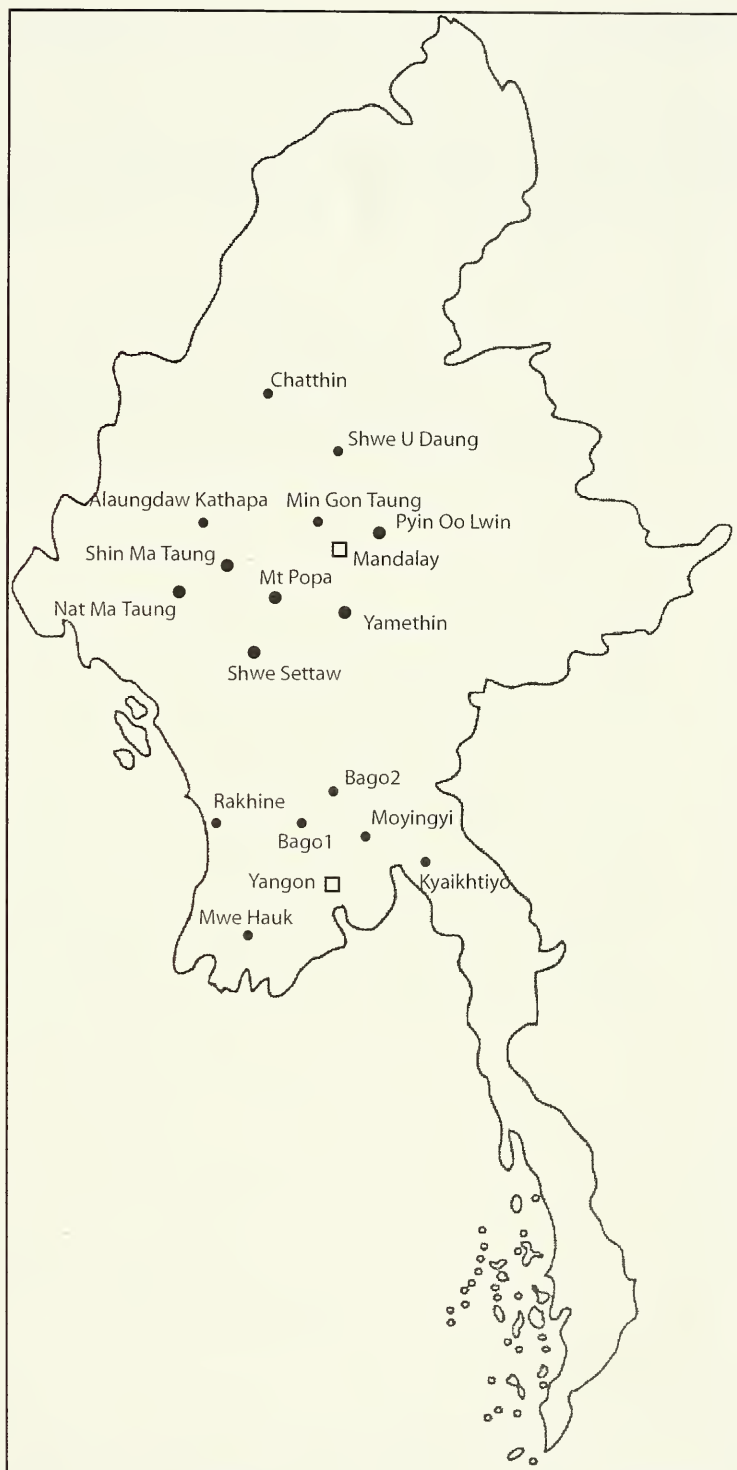 Chatthin
Shwe U Daung
Alaungdaw Kathapa
Min Gon Taung
Pyin Oo Lwin
Shin Ma Taung
Mandalay
Mt Popa
Nat Ma Taung
Yamethin
Shwe Settaw
Bago2
Rakhine
Moyingyi
Bago1
Yangon
Kyaikhtiyo
Mwe Hauk